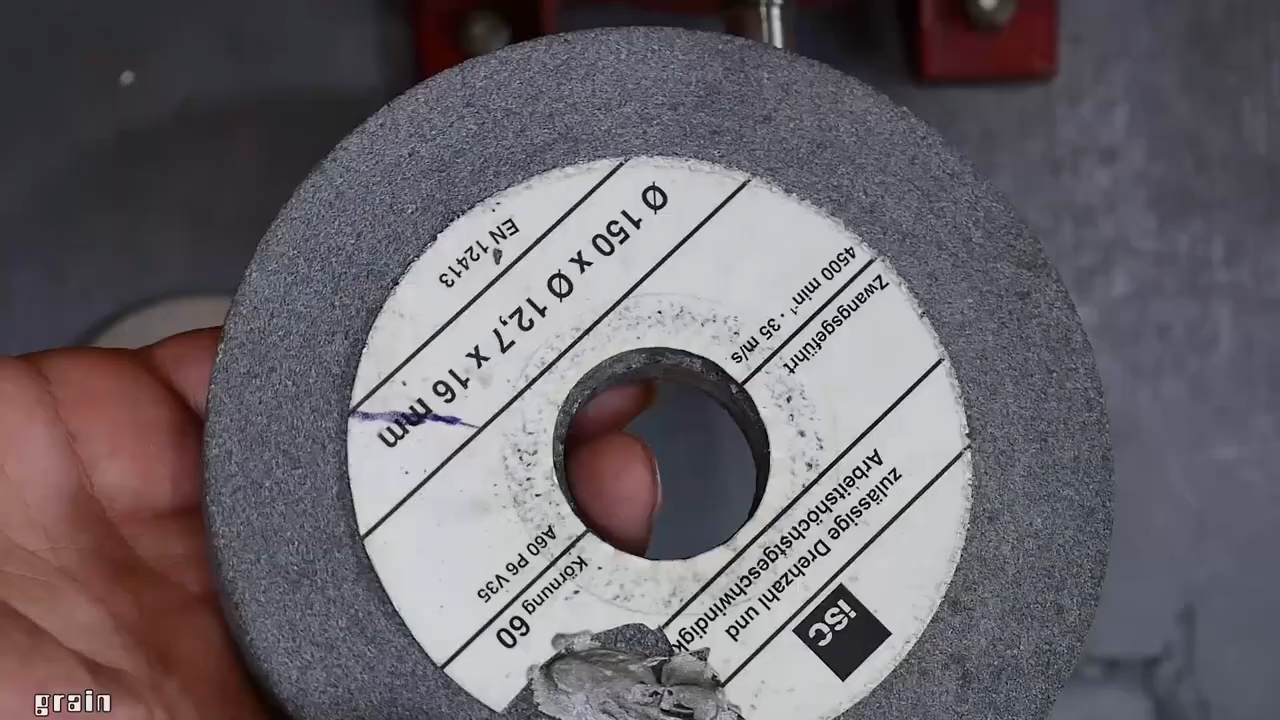 iSC
zulässige Drehzahl und
Arbeitshöchstgeschwindigk
Zwangsgeführt
4500 min⁻¹ · 35 m/s
Körnung 60
A60 P6 V35
Ø 150 x Ø 12,7 x 16 mm
EN 12413
grain